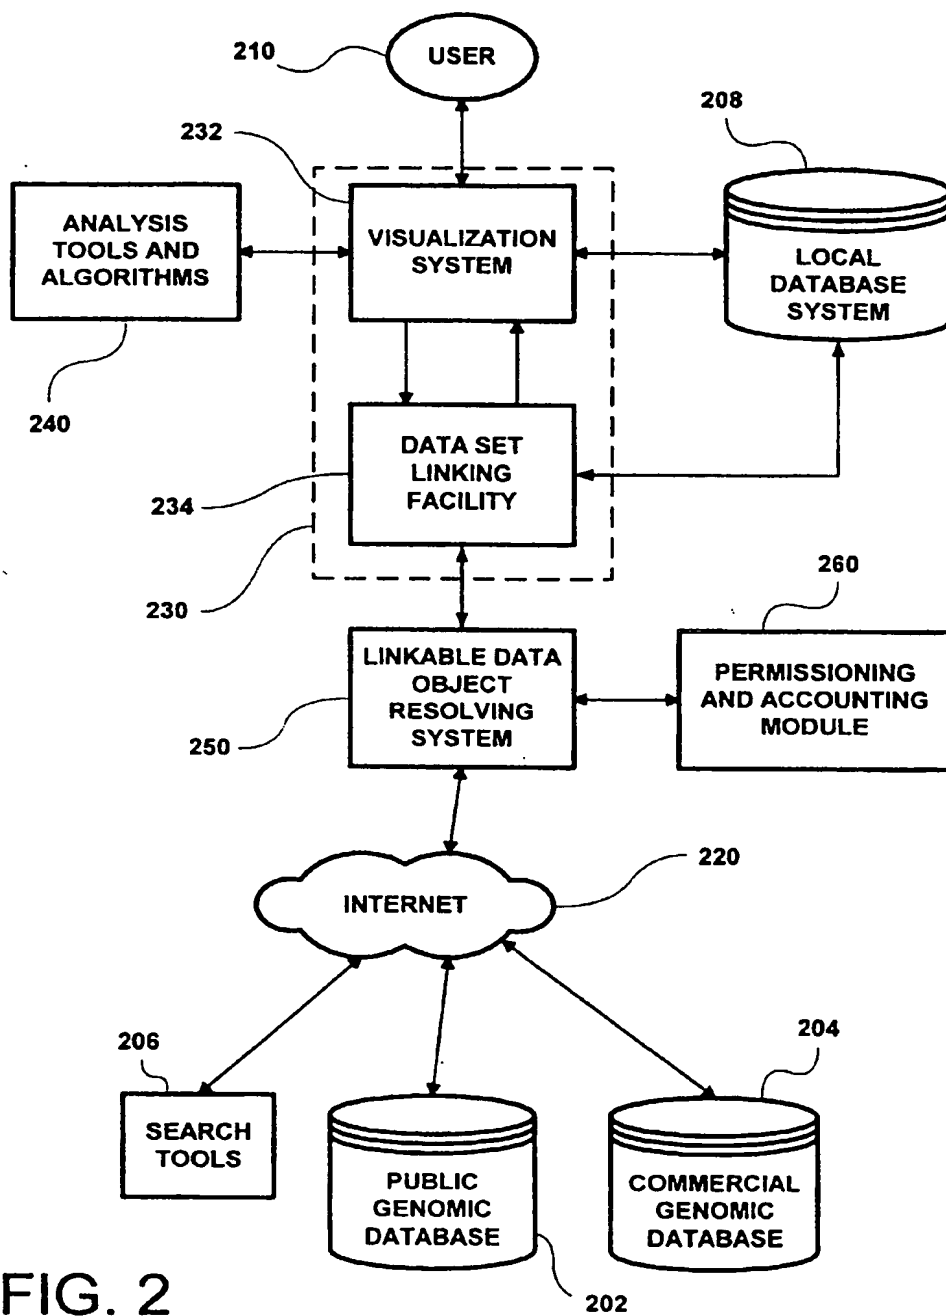 210
USER
208
232
ANALYSIS
TOOLS AND
ALGORITHMS
VISUALIZATION
SYSTEM
LOCAL
DATABASE
SYSTEM
240
DATA SET
LINKING
FACILITY
234
260
230
LINKABLE DATA
OBJECT
RESOLVING
SYSTEM
PERMISSIONING
AND ACCOUNTING
MODULE
250
220
INTERNET
206
204
SEARCH
TOOLS
PUBLIC
GENOMIC
DATABASE
COMMERCIAL
GENOMIC
DATABASE
FIG. 2
202